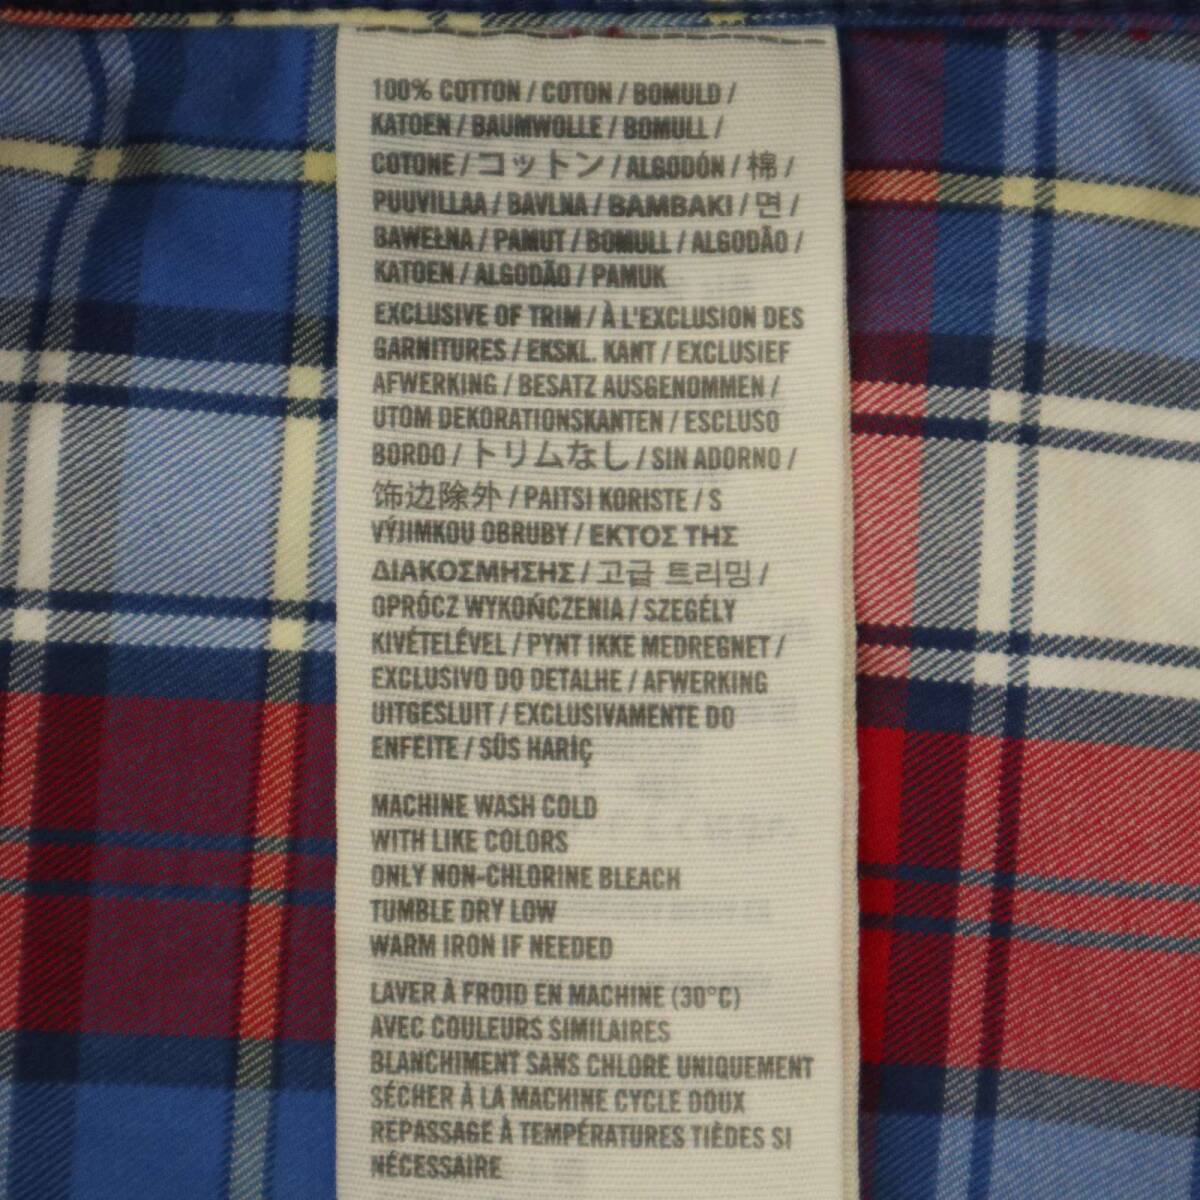 100% COTTON / COTON / BOMULD /
KATOEN / BAUMWOLLE / BOMULL /
COTONE / コットン / ALGODÓN / 棉 /
PUUVILLAA / BAVLNA / BAMBAKI / 면 /
BAWEŁNA / PAMUT / BOMULL / ALGODÃO /
KATOEN / ALGODÃO / PAMUK
EXCLUSIVE OF TRIM / À L'EXCLUSION DES
GARNITURES / EKSKL. KANT / EXCLUSIEF
AFWERKING / BESATZ AUSGENOMMEN /
UTOM DEKORATIONSKANTEN / ESCLUSO
BORDO / トリムなし / SIN ADORNO /
饰边除外 / PAITSI KORISTE / S
VÝJIMKOU OBRUBY / ΕΚΤΟΣ ΤΗΣ
ΔΙΑΚΟΣΜΗΣΗΣ / 고급 트리밍 /
OPRÓCZ WYKOŃCZENIA / SZEGÉLY
KIVÉTELÉVEL / PYNT IKKE MEDREGNET /
EXCLUSIVO DO DETALHE / AFWERKING
UITGESLUIT / EXCLUSIVAMENTE DO
ENFEITE / SÜS HARİÇ
MACHINE WASH COLD
WITH LIKE COLORS
ONLY NON-CHLORINE BLEACH
TUMBLE DRY LOW
WARM IRON IF NEEDED
LAVER À FROID EN MACHINE (30°C)
AVEC COULEURS SIMILAIRES
BLANCHIMENT SANS CHLORE UNIQUEMENT
SÉCHER À LA MACHINE CYCLE DOUX
REPASSAGE À TEMPÉRATURES TIÈDES SI
NÉCESSAIRE